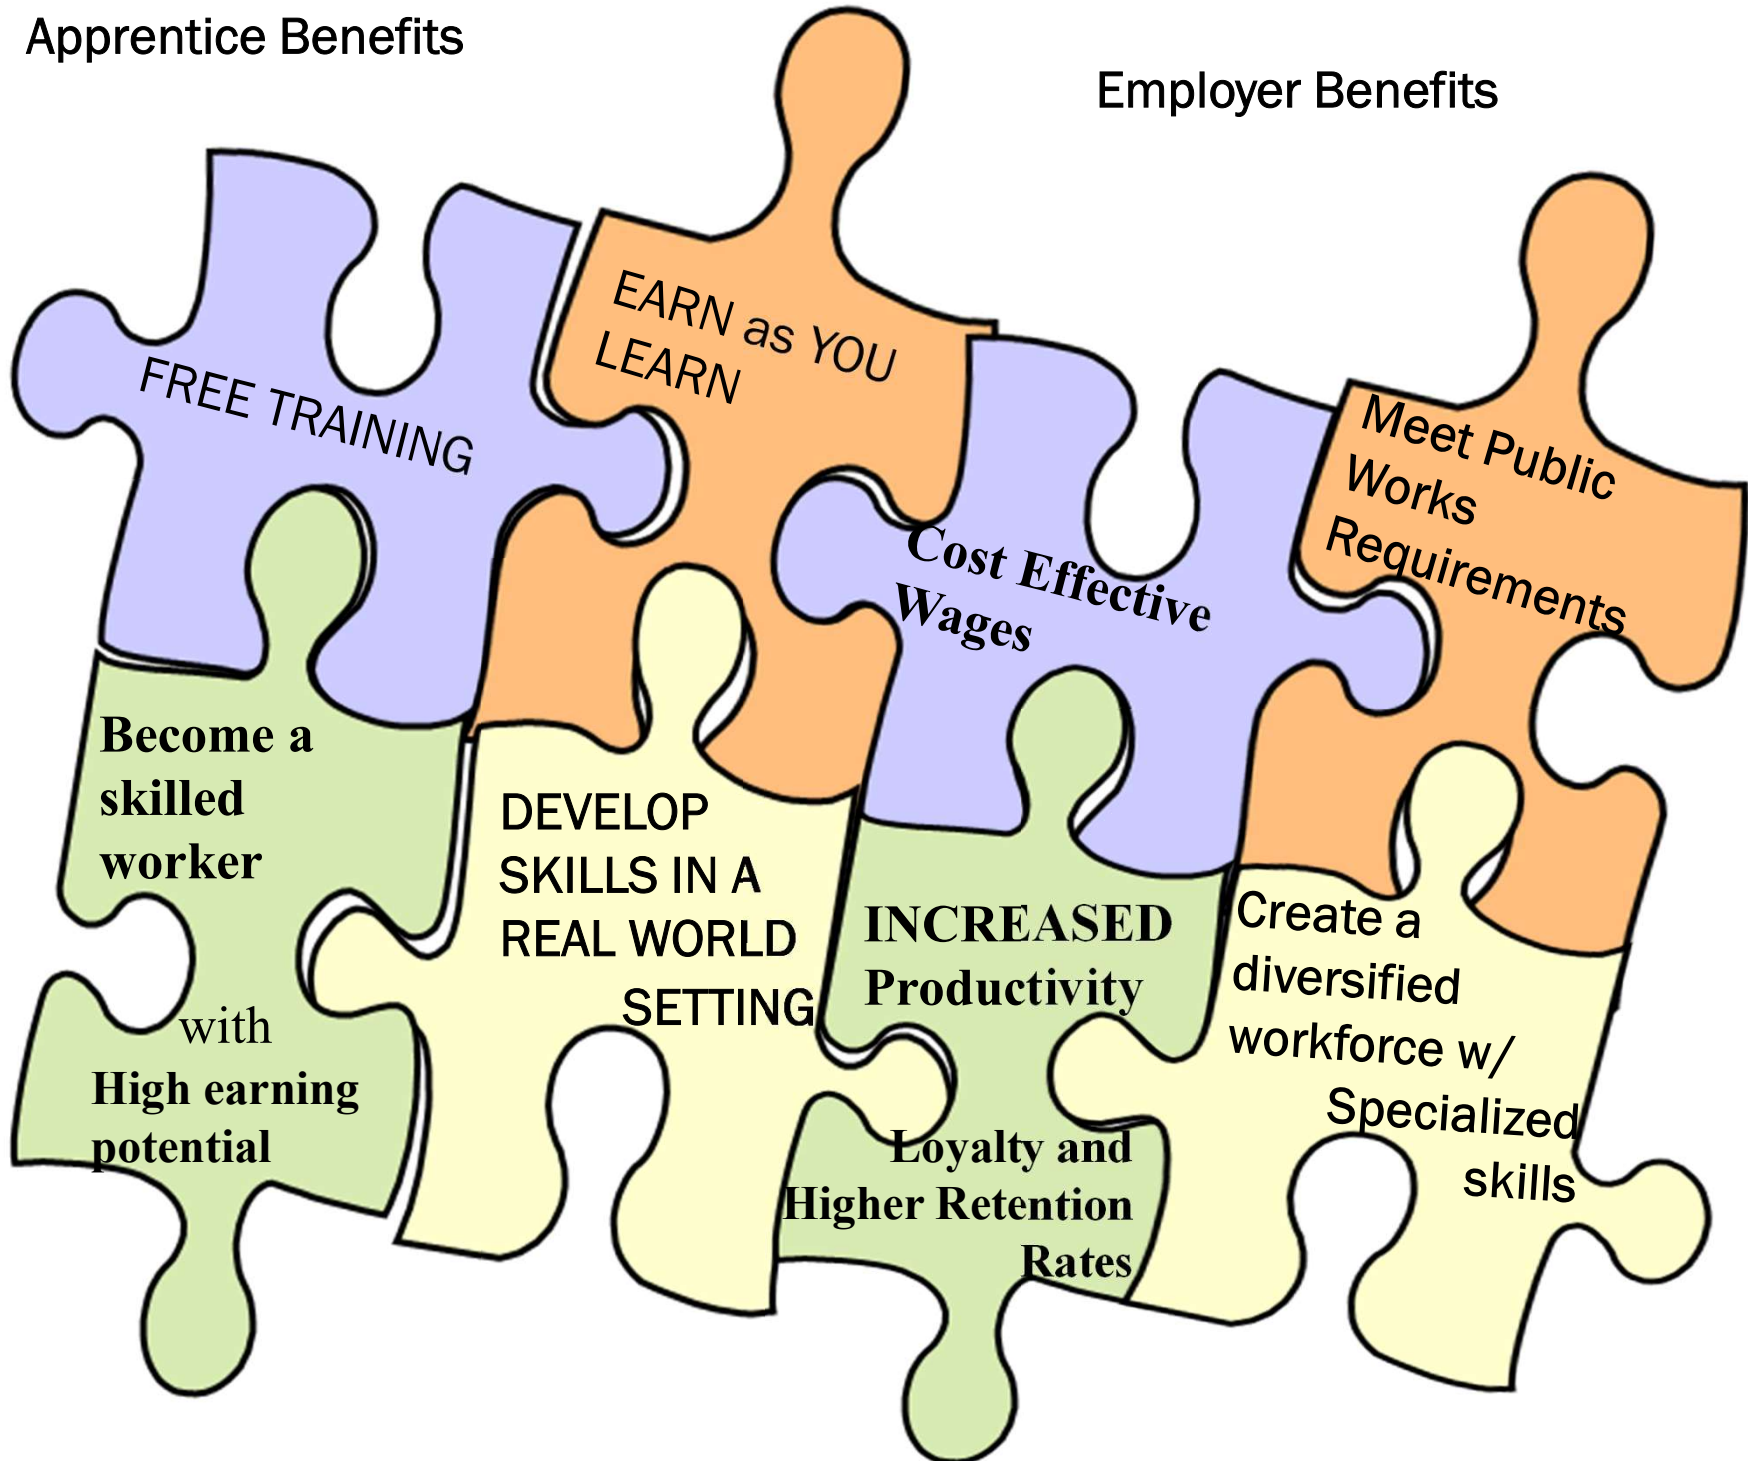 Apprentice Benefits
Employer Benefits
FREE TRAINING
EARN as YOU
LEARN
Become a
skilled
worker
with
High earning
potential
DEVELOP
SKILLS IN A
REAL WORLD
SETTING
Cost Effective
Wages
Meet Public
Works
Requirements
INCREASED
Productivity
Loyalty and
Higher Retention
Rates
Create a
diversified
workforce w/
Specialized
skills